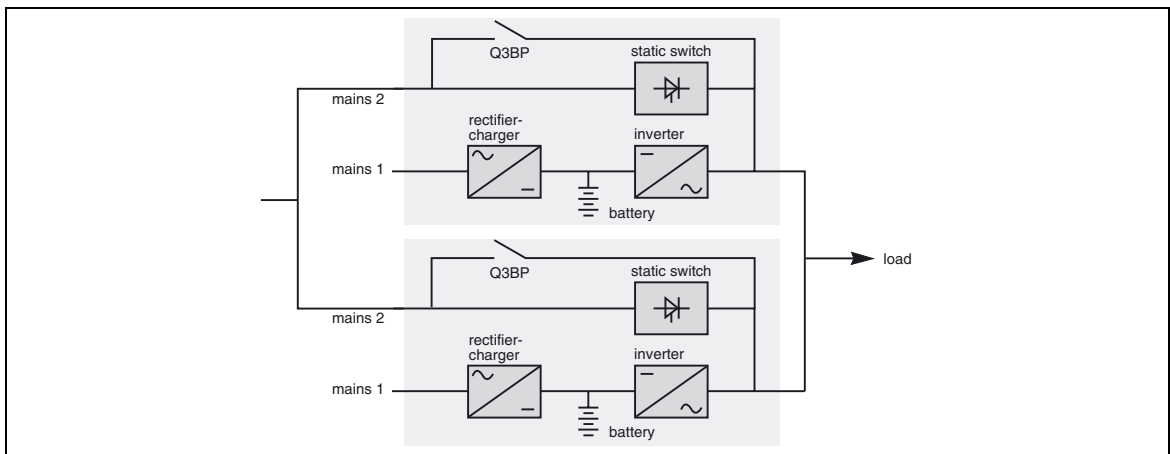 Q3BP
static switch
mains 2
rectifier-
charger
inverter
mains 1
battery
Q3BP
static switch
load
mains 2
rectifier-
charger
inverter
mains 1
battery